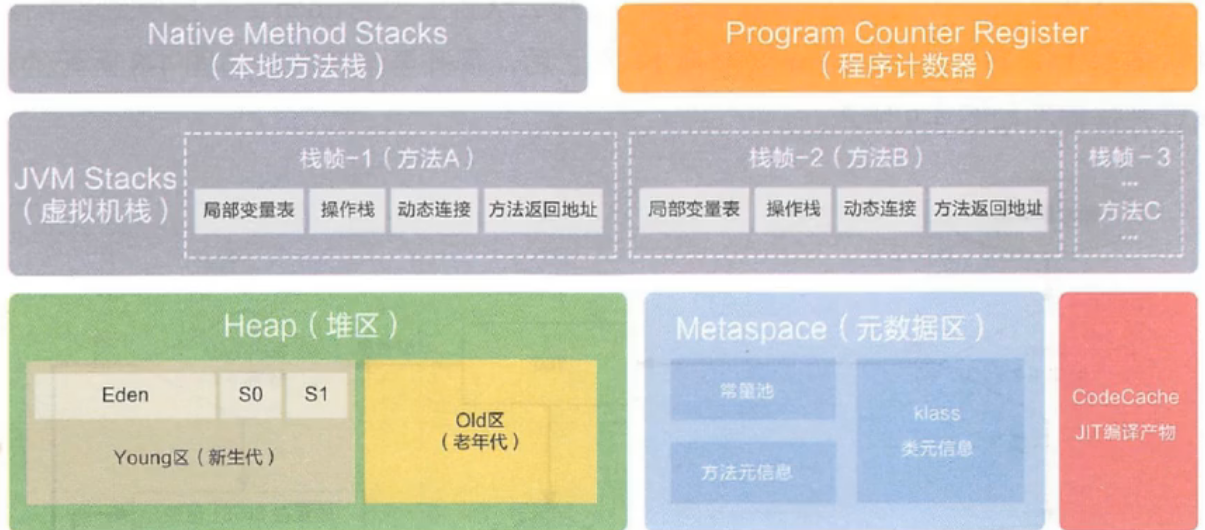 Native Method Stacks
（本地方法栈）
Program Counter Register
（程序计数器）
JVM Stacks
（虚拟机栈）
栈帧-1（方法A）
局部变量表 操作栈 动态连接 方法返回地址
栈帧-2（方法B）
局部变量表 操作栈 动态连接 方法返回地址
栈帧-3
...
方法C
...
Heap（堆区）
Eden S0 S1
Young区（新生代）
Old区
（老年代）
Metaspace（元数据区）
常量池
方法元信息
klass
类元信息
CodeCache
JIT编译产物